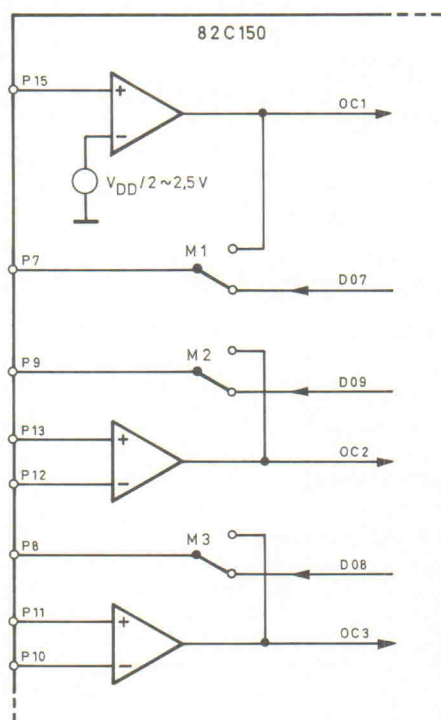 82C150
P15
+
OC1
−
V_DD/2 ~ 2,5V
M1
P7
D07
M2
P9
D09
P13
+
OC2
P12
−
M3
P8
D08
P11
+
OC3
P10
−